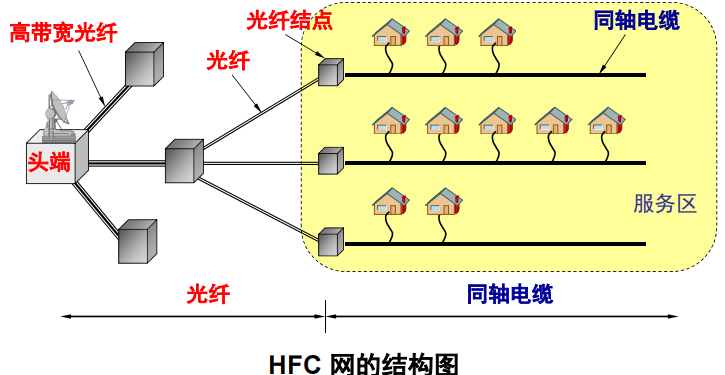 高带宽光纤
光纤结点
同轴电缆
光纤
头端
服务区
光纤
同轴电缆
HFC 网的结构图